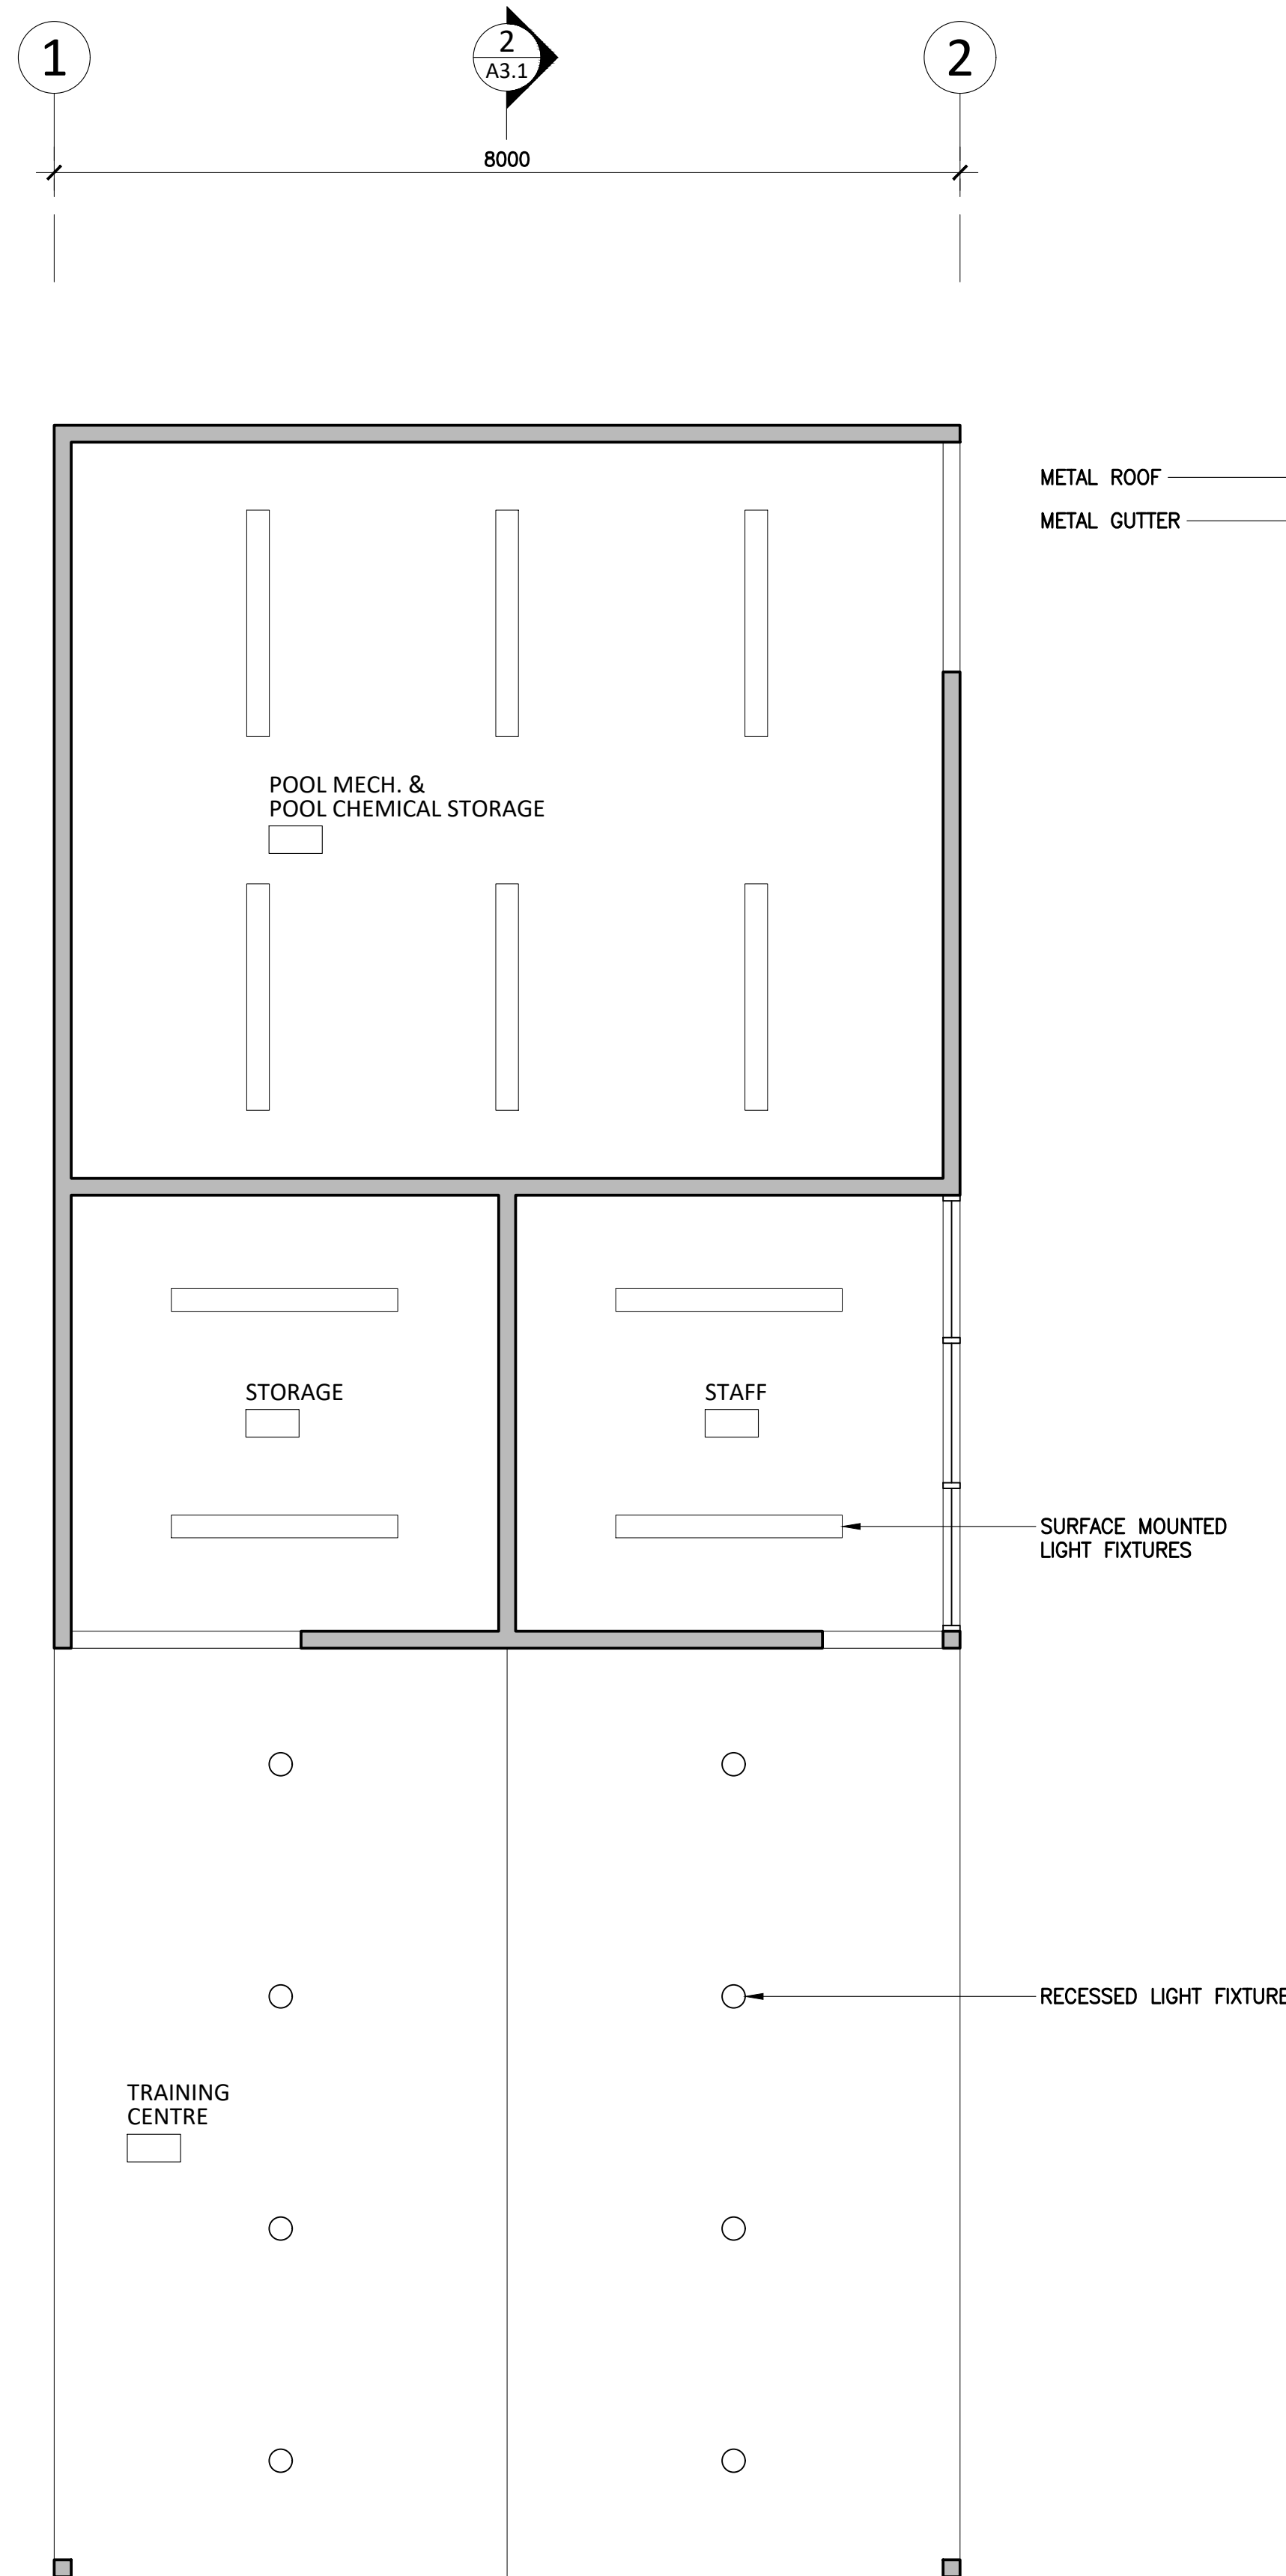 1
2
A3.1
2
8000
METAL ROOF
METAL GUTTER
POOL MECH. &
POOL CHEMICAL STORAGE
STORAGE
STAFF
SURFACE MOUNTED
LIGHT FIXTURES
RECESSED LIGHT FIXTURE
TRAINING
CENTRE